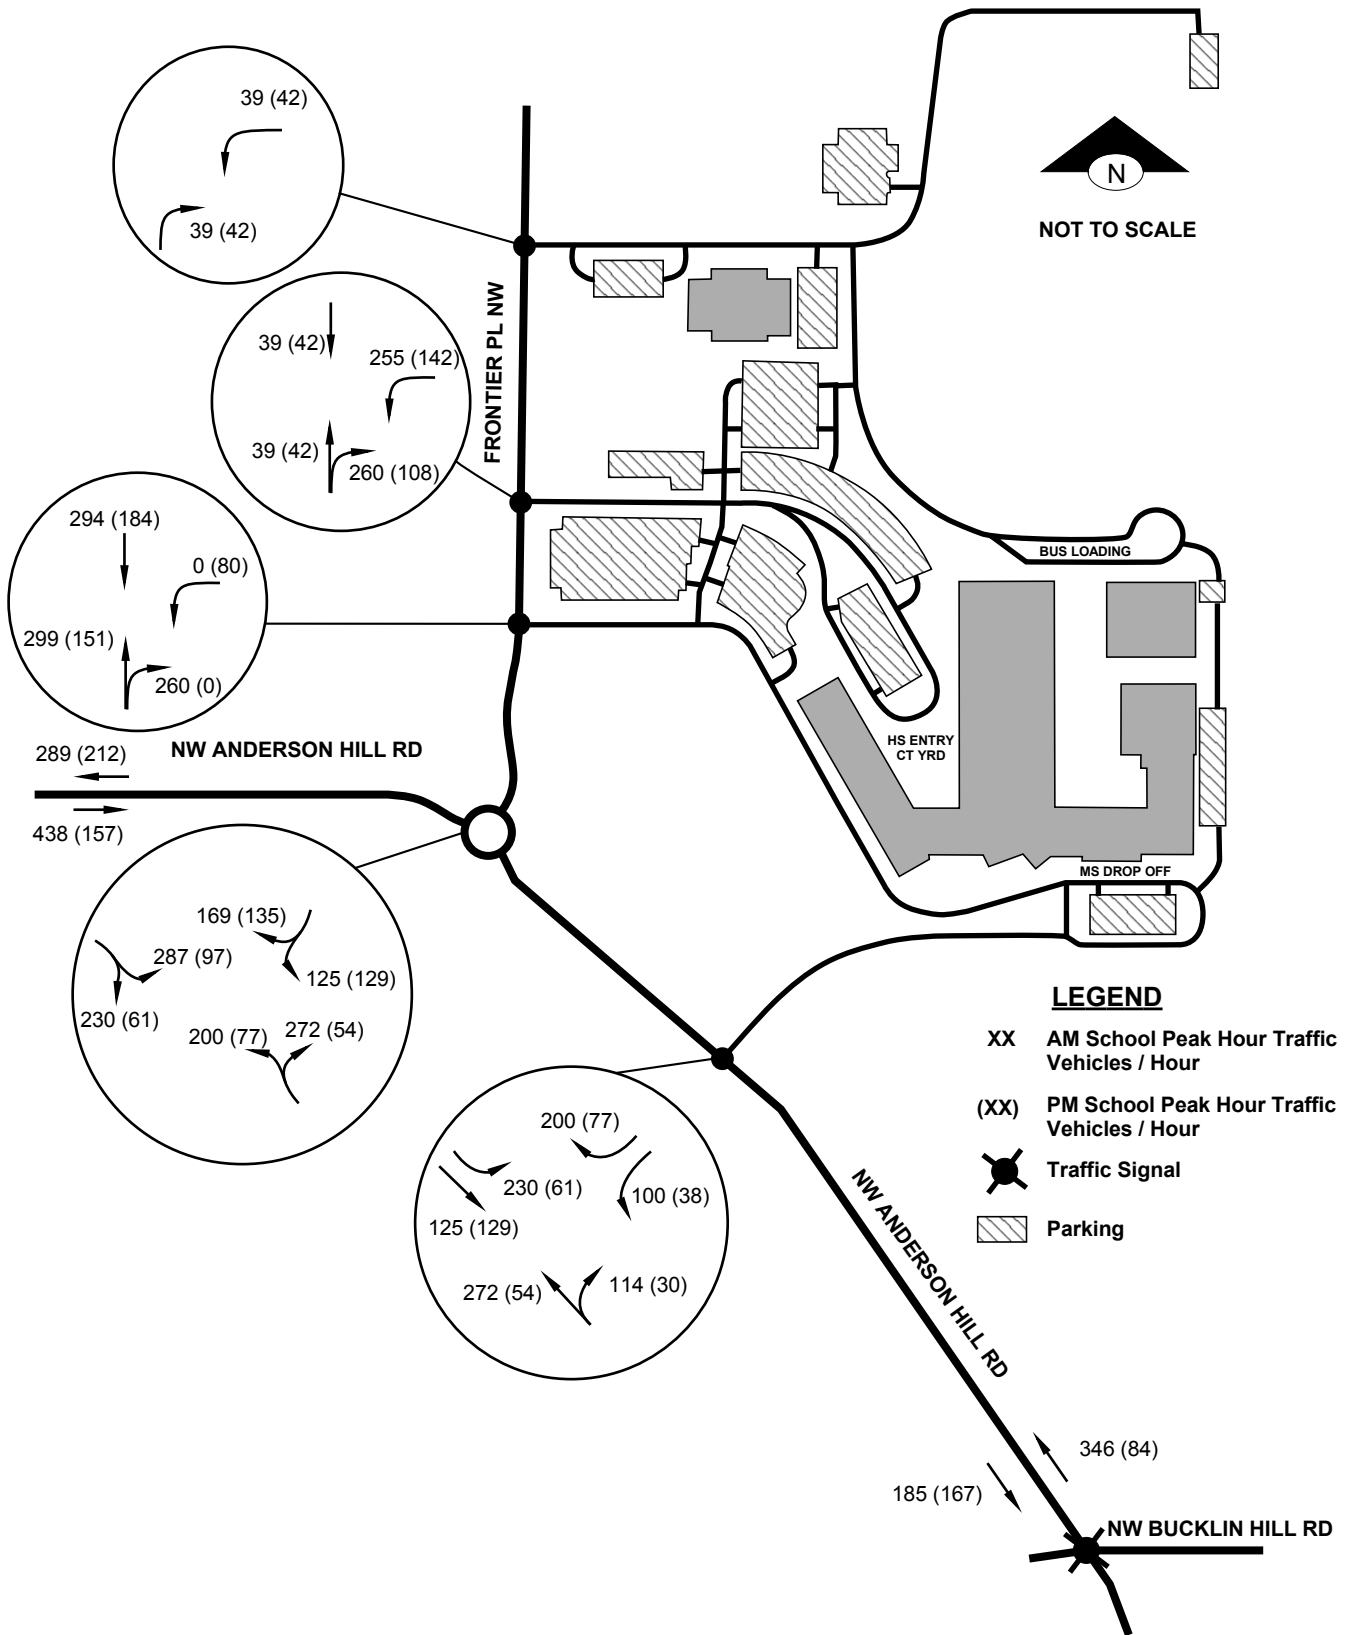 39 (42)
39 (42)
N
NOT TO SCALE
FRONTIER PL NW
39 (42)
255 (142)
39 (42)
260 (108)
294 (184)
0 (80)
299 (151)
260 (0)
BUS LOADING
289 (212)
NW ANDERSON HILL RD
438 (157)
HS ENTRY
CT YRD
MS DROP OFF
169 (135)
287 (97)
125 (129)
230 (61)
200 (77)
272 (54)
200 (77)
230 (61)
100 (38)
125 (129)
272 (54)
114 (30)
LEGEND
XX AM School Peak Hour Traffic
Vehicles / Hour
(XX) PM School Peak Hour Traffic
Vehicles / Hour
Traffic Signal
Parking
NW ANDERSON HILL RD
346 (84)
185 (167)
NW BUCKLIN HILL RD